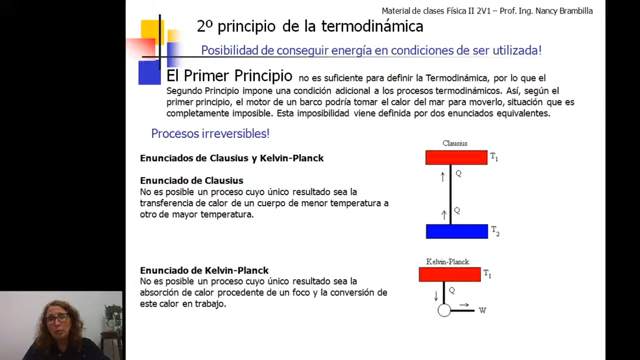 Material de clases Física II 2V1 – Prof. Ing. Nancy Brambilla
2º principio de la termodinámica
Posibilidad de conseguir energía en condiciones de ser utilizada!
El Primer Principio no es suficiente para definir la Termodinámica, por lo que el
Segundo Principio impone una condición adicional a los procesos termodinámicos. Así, según el
primer principio, el motor de un barco podría tomar el calor del mar para moverlo, situación que es
completamente imposible. Esta imposibilidad viene definida por dos enunciados equivalentes.
Procesos irreversibles!
Enunciados de Clausius y Kelvin-Planck
Enunciado de Clausius
No es posible un proceso cuyo único resultado sea la
transferencia de calor de un cuerpo de menor temperatura a
otro de mayor temperatura.
Clausius
T1
Q
Q
T2
Enunciado de Kelvin-Planck
No es posible un proceso cuyo único resultado sea la
absorción de calor procedente de un foco y la conversión de
este calor en trabajo.
Kelvin-Planck
T1
Q
W